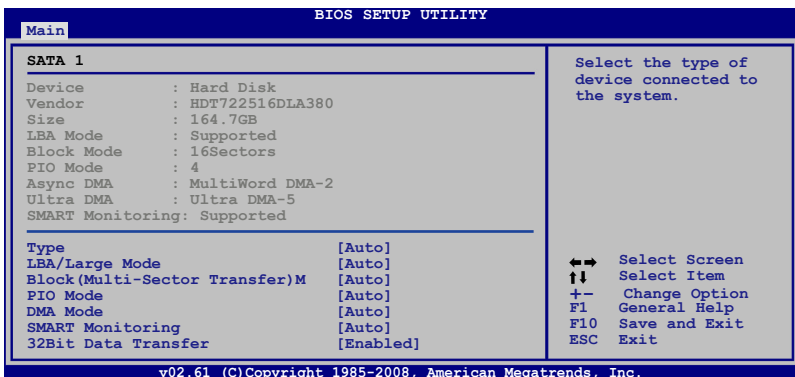 BIOS SETUP UTILITY
Main
SATA 1
Device : Hard Disk
Vendor : HDT722516DLA380
Size : 164.7GB
LBA Mode : Supported
Block Mode : 16Sectors
PIO Mode : 4
Async DMA : MultiWord DMA-2
Ultra DMA : Ultra DMA-5
SMART Monitoring: Supported
Type [Auto]
LBA/Large Mode [Auto]
Block(Multi-Sector Transfer)M [Auto]
PIO Mode [Auto]
DMA Mode [Auto]
SMART Monitoring [Auto]
32Bit Data Transfer [Enabled]
Select the type of
device connected to
the system.
←→ Select Screen
↑↓ Select Item
+- Change Option
F1 General Help
F10 Save and Exit
ESC Exit
v02.61 (C)Copyright 1985-2008, American Megatrends, Inc.